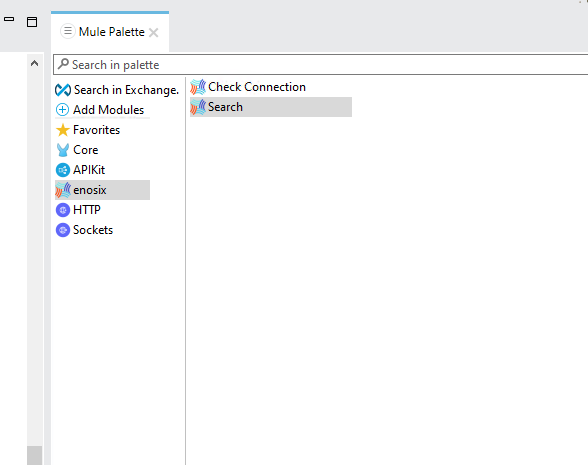 Mule Palette
Search in palette
Search in Exchange.
Add Modules
Favorites
Core
APIKit
enosix
HTTP
Sockets
Check Connection
Search